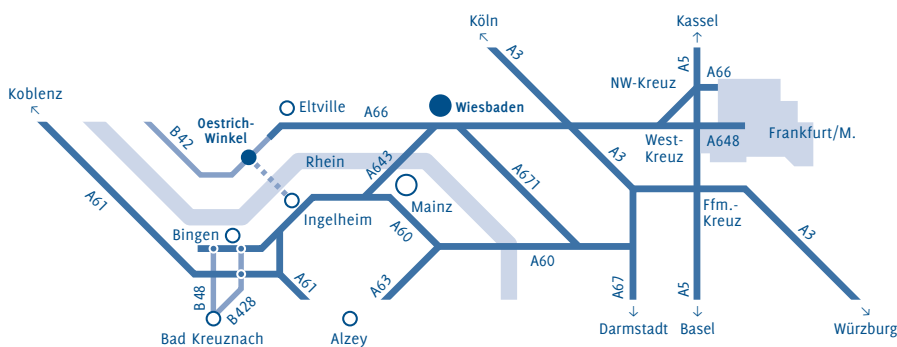 Köln
Kassel
A3
A5
NW-Kreuz
A66
Koblenz
Eltville
Wiesbaden
Oestrich-
Winkel
A66
B42
West-
Kreuz
A648
Frankfurt/M.
Rhein
A643
A3
A671
A61
Ingelheim
Mainz
Ffm.-
Kreuz
Bingen
A60
A60
A3
B48
B428
A61
A63
A67
A5
Bad Kreuznach
Alzey
Darmstadt
Basel
Würzburg